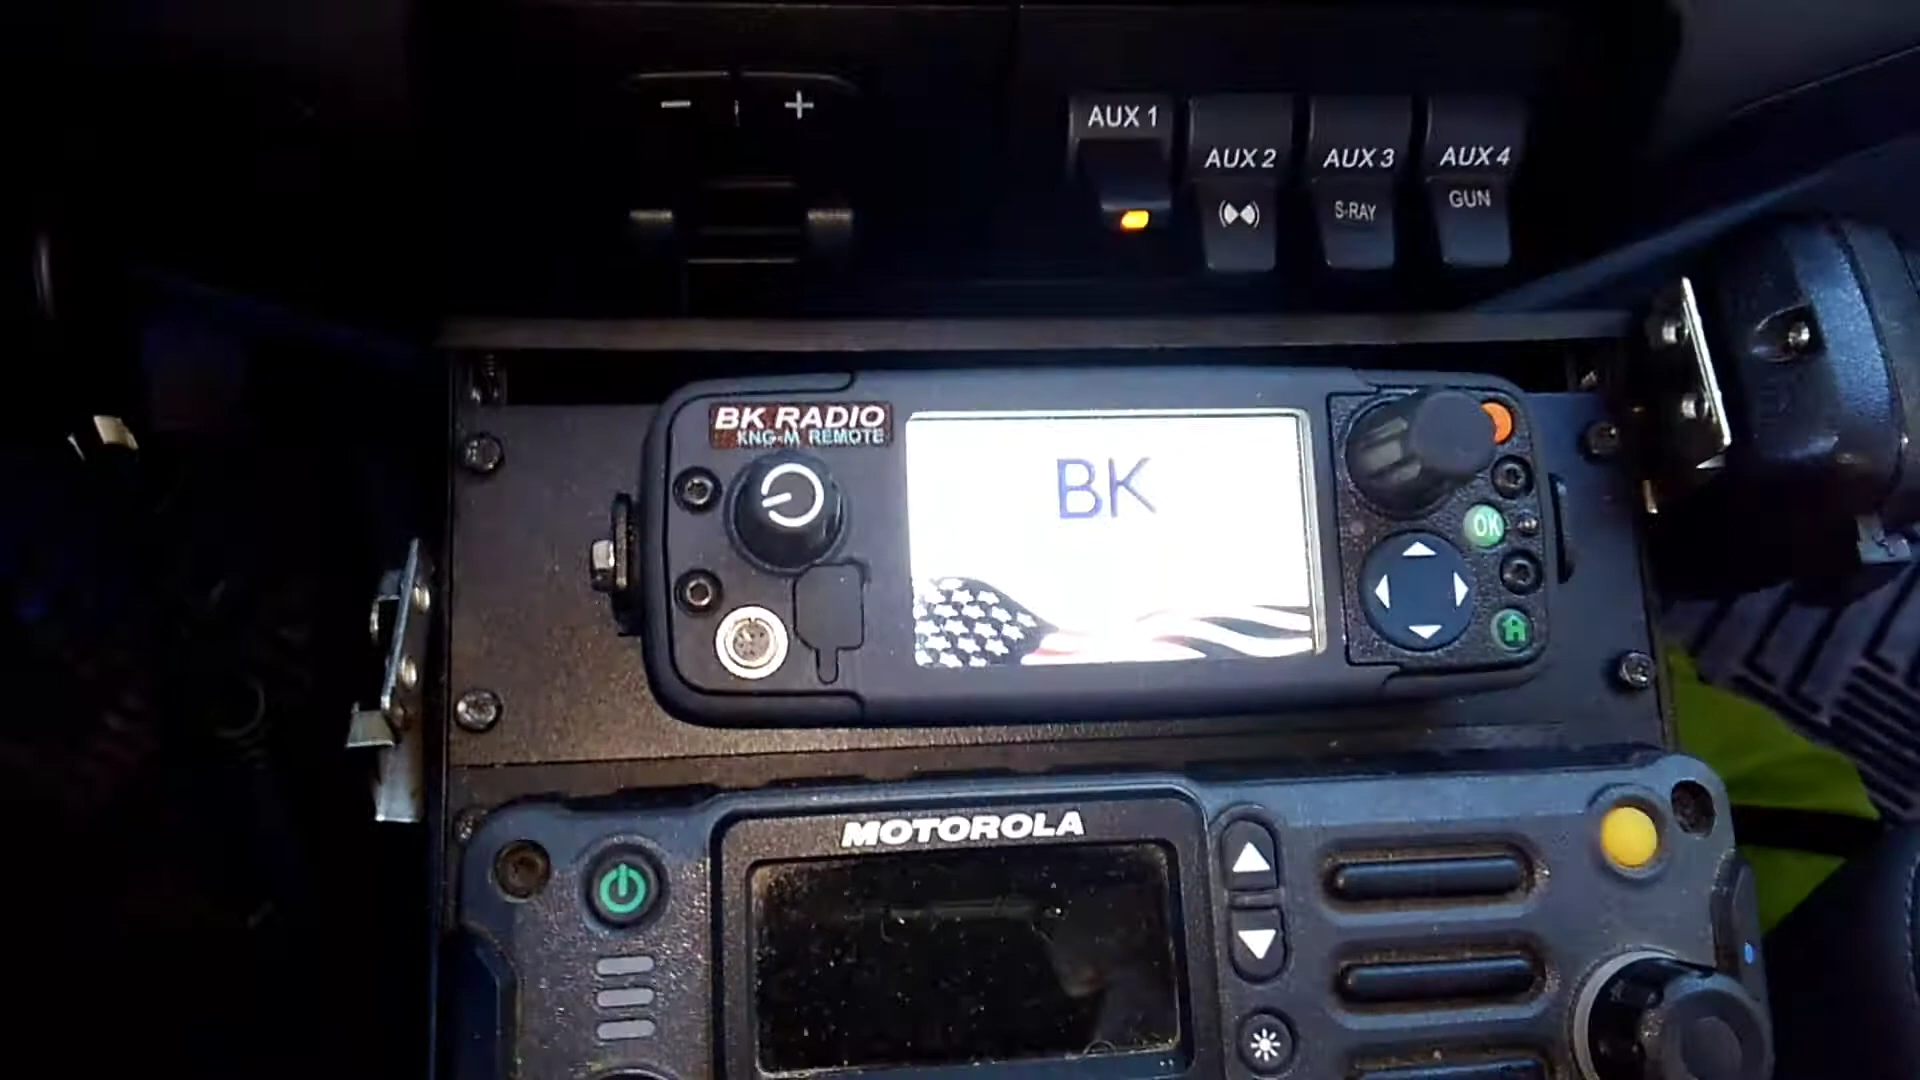 AUX 1
AUX 2
AUX 3
AUX 4
S-RAY
GUN
BK RADIO
KNG-M REMOTE
BK
OK
MOTOROLA